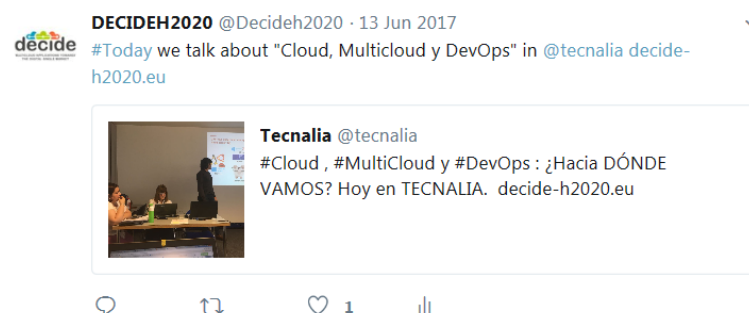 DECIDEH2020 @Decideh2020 · 13 Jun 2017
decide
#Today we talk about "Cloud, Multicloud y DevOps" in @tecnalia decide-
h2020.eu
Tecnalia @tecnalia
#Cloud , #MultiCloud y #DevOps : ¿Hacia DÓNDE
VAMOS? Hoy en TECNALIA. decide-h2020.eu
1